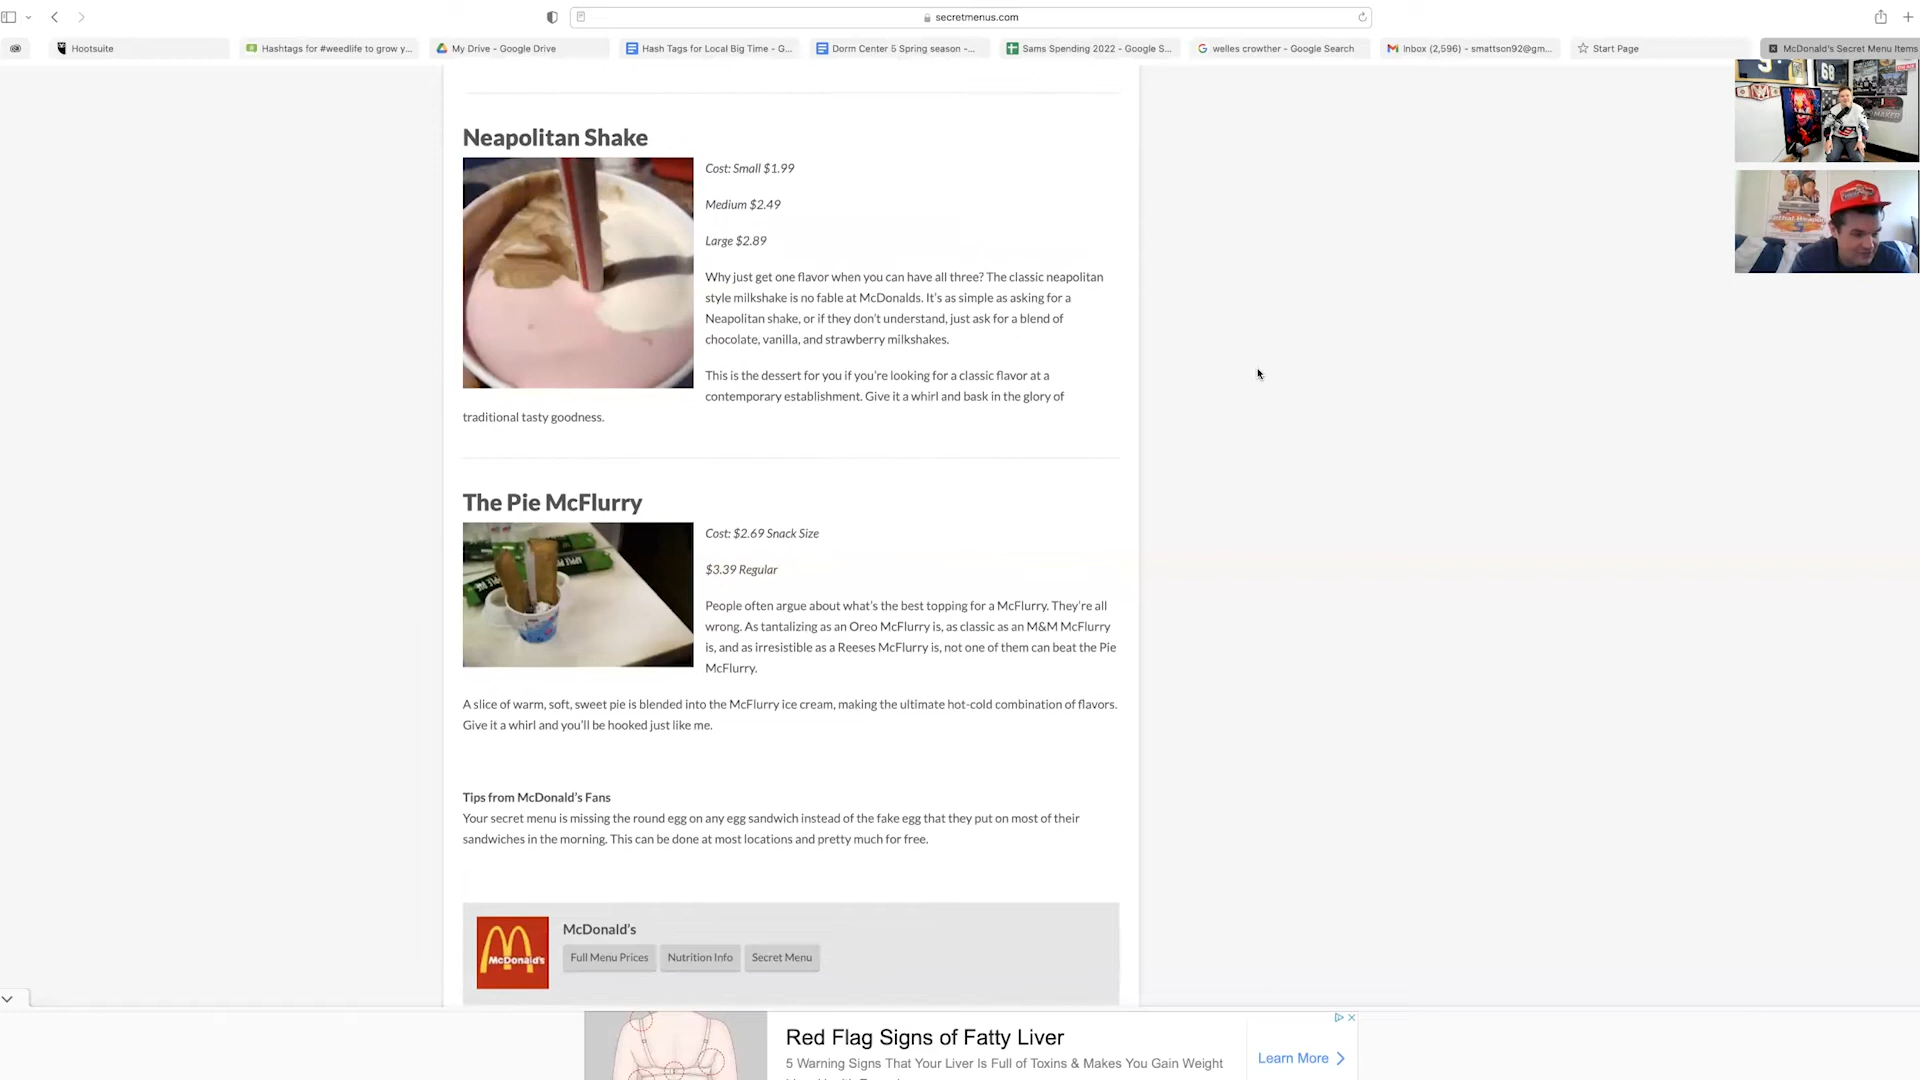 secretmenus.com
Hootsuite
Hashtags for #weedlife to grow y...
My Drive - Google Drive
Hash Tags for Local Big Time - G...
Dorm Center 5 Spring season -...
Sams Spending 2022 - Google S...
welles crowther - Google Search
Inbox (2,596) - smattson92@gm...
Start Page
McDonald's Secret Menu Items
Neapolitan Shake
Cost: Small $1.99
Medium $2.49
Large $2.89
Why just get one flavor when you can have all three? The classic neapolitan
style milkshake is no fable at McDonalds. It's as simple as asking for a
Neapolitan shake, or if they don't understand, just ask for a blend of
chocolate, vanilla, and strawberry milkshakes.
This is the dessert for you if you're looking for a classic flavor at a
contemporary establishment. Give it a whirl and bask in the glory of
traditional tasty goodness.
The Pie McFlurry
APPLE PIE
Cost: $2.69 Snack Size
$3.39 Regular
People often argue about what's the best topping for a McFlurry. They're all
wrong. As tantalizing as an Oreo McFlurry is, as classic as an M&M McFlurry
is, and as irresistible as a Reeses McFlurry is, not one of them can beat the Pie
McFlurry.
A slice of warm, soft, sweet pie is blended into the McFlurry ice cream, making the ultimate hot-cold combination of flavors.
Give it a whirl and you'll be hooked just like me.
Tips from McDonald's Fans
Your secret menu is missing the round egg on any egg sandwich instead of the fake egg that they put on most of their
sandwiches in the morning. This can be done at most locations and pretty much for free.
McDonald's
McDonald's
Full Menu Prices
Nutrition Info
Secret Menu
Red Flag Signs of Fatty Liver
5 Warning Signs That Your Liver Is Full of Toxins & Makes You Gain Weight
Learn More